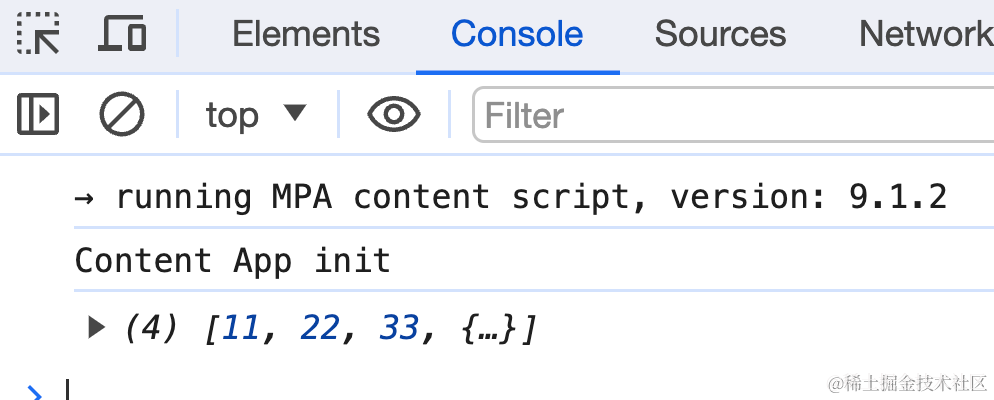 Elements Console Sources Network
top ▼ Filter
→ running MPA content script, version: 9.1.2
Content App init
▶ (4) [11, 22, 33, {…}]
@稀土掘金技术社区